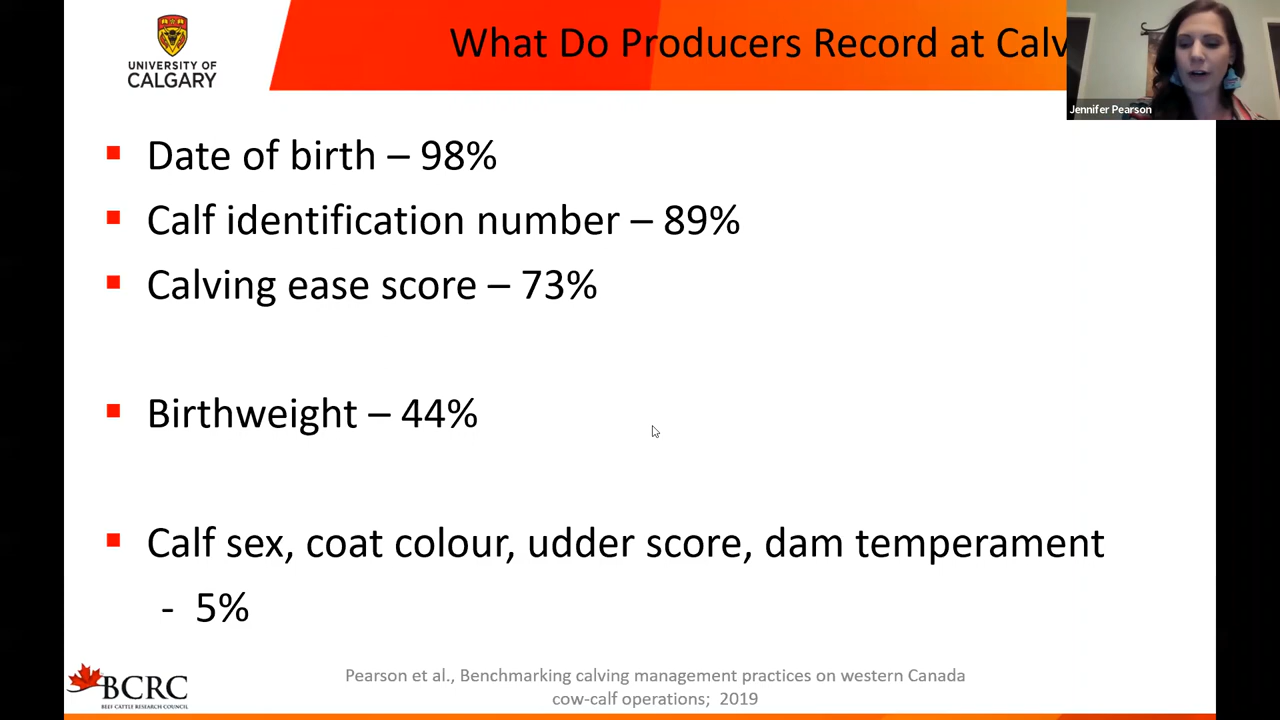 UNIVERSITY OF
CALGARY
What Do Producers Record at Calv
Jennifer Pearson
▪ Date of birth – 98%
▪ Calf identification number – 89%
▪ Calving ease score – 73%
▪ Birthweight – 44%
▪ Calf sex, coat colour, udder score, dam temperament
- 5%
BCRC
BEEF CATTLE RESEARCH COUNCIL
Pearson et al., Benchmarking calving management practices on western Canada
cow-calf operations; 2019